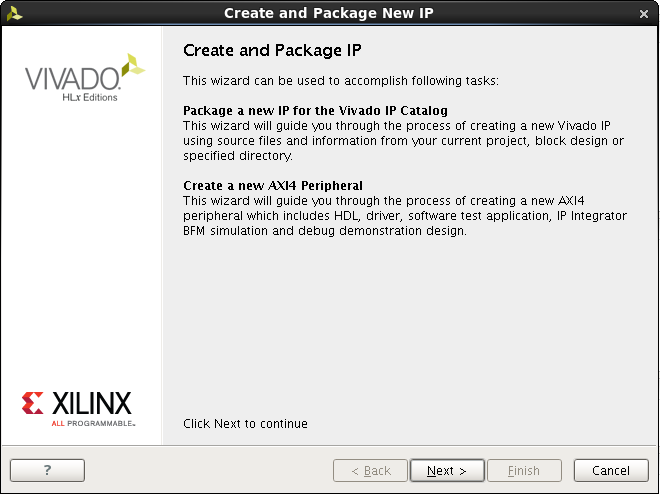 Create and Package New IP
VIVADO.
HLx Editions
Create and Package IP
This wizard can be used to accomplish following tasks:
Package a new IP for the Vivado IP Catalog
This wizard will guide you through the process of creating a new Vivado IP
using source files and information from your current project, block design or
specified directory.
Create a new AXI4 Peripheral
This wizard will guide you through the process of creating a new AXI4
peripheral which includes HDL, driver, software test application, IP Integrator
BFM simulation and debug demonstration design.
XILINX
ALL PROGRAMMABLE™
Click Next to continue
?
< Back
Next >
Finish
Cancel